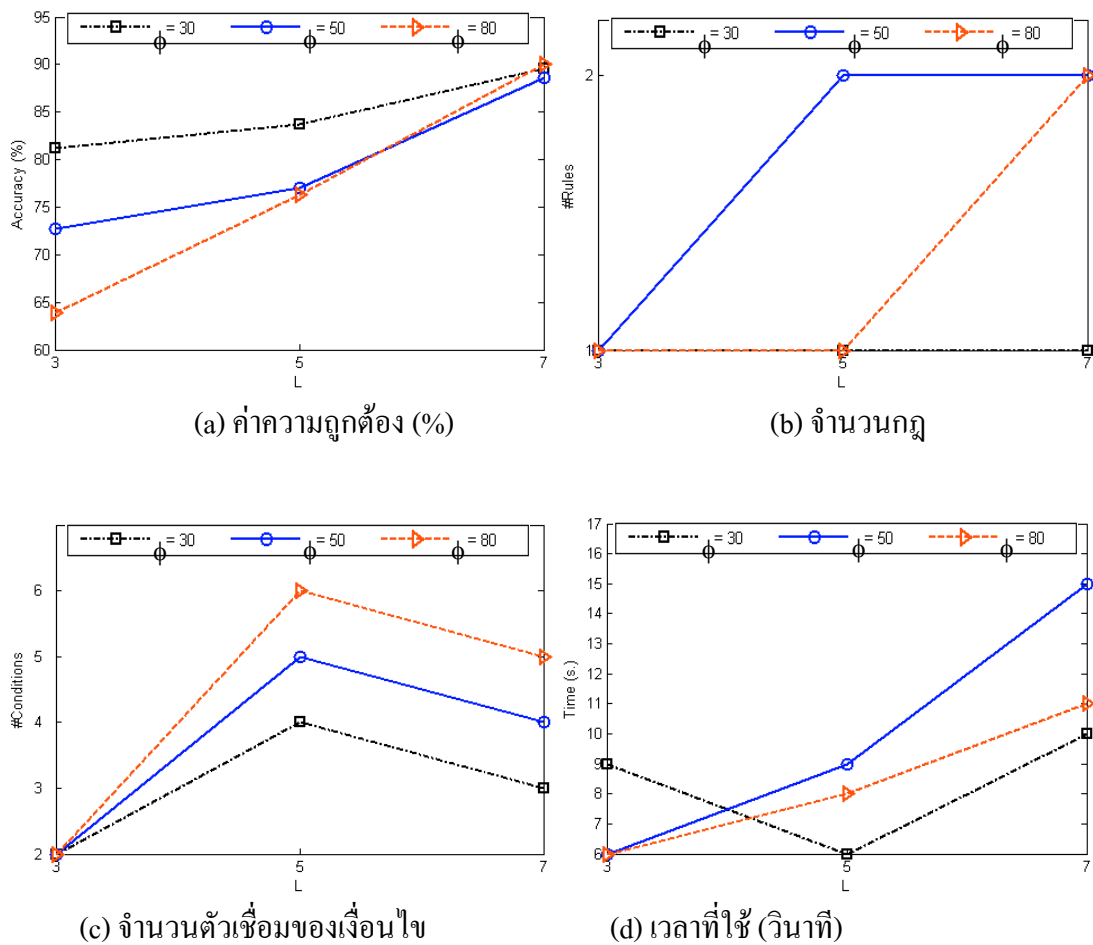 ϕ = 30 ϕ = 50 ϕ = 80
95
90
85
80
75
70
65
60
Accuracy (%)
3 5 7
L
(a) ค่าความถูกต้อง (%)
ϕ = 30 ϕ = 50 ϕ = 80
2
1
#Rules
3 5 7
L
(b) จำนวนกฎ
ϕ = 30 ϕ = 50 ϕ = 80
6
5
4
3
2
#Conditions
3 5 7
L
(c) จำนวนตัวเชื่อมของเงื่อนไข
ϕ = 30 ϕ = 50 ϕ = 80
17
16
15
14
13
12
11
10
9
8
7
6
Time (s.)
3 5 7
L
(d) เวลาที่ใช้ (วินาที)